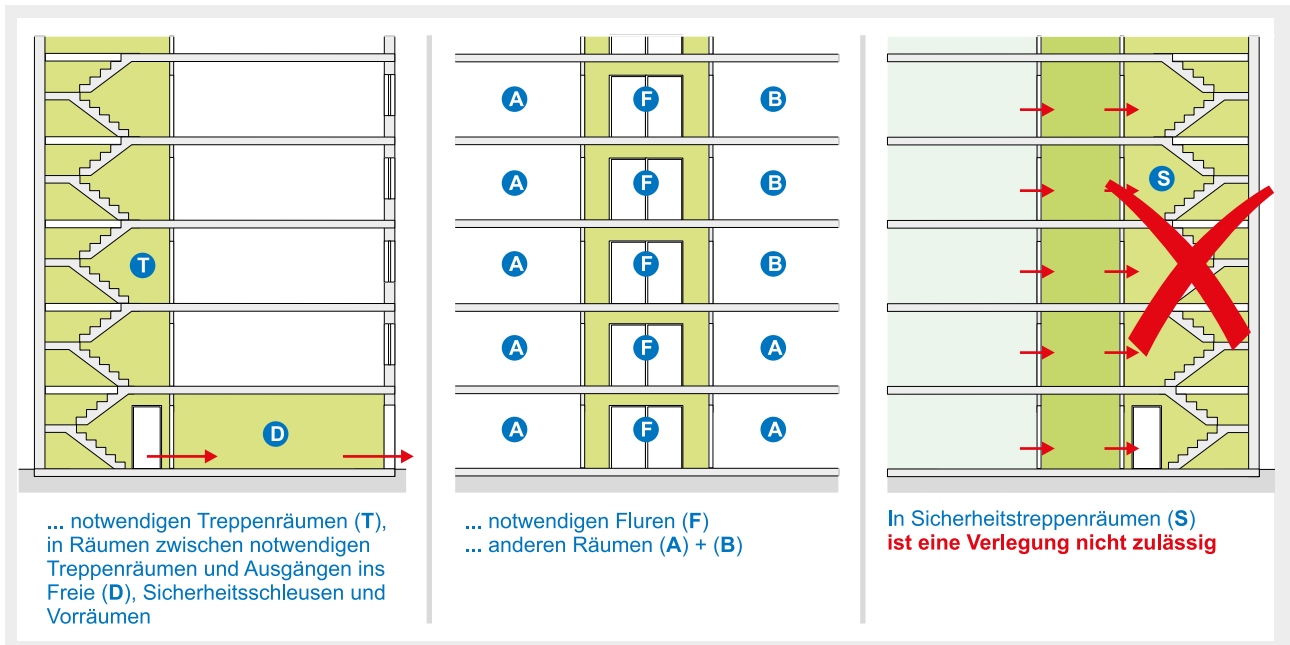 T
D
... notwendigen Treppenräumen (T),
in Räumen zwischen notwendigen
Treppenräumen und Ausgängen ins
Freie (D), Sicherheitsschleusen und
Vorräumen
A F B
A F B
A F B
A F A
A F A
... notwendigen Fluren (F)
... anderen Räumen (A) + (B)
S
In Sicherheitstreppenräumen (S)
ist eine Verlegung nicht zulässig